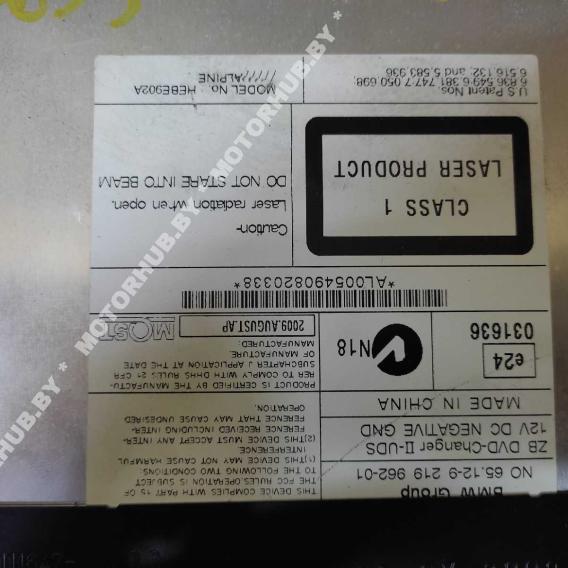 BMW Group
NO 65.12-9 219 962-01
ZB DVD-Changer II-UDS
12V DC NEGATIVE GND
MADE IN CHINA
THIS DEVICE COMPLIES WITH PART 15 OF
THE FCC RULES.OPERATION IS SUBJECT
TO THE FOLLOWING TWO CONDITIONS:
(1)THIS DEVICE MAY NOT CAUSE HARMFUL
INTERFERENCE
(2)THIS DEVICE MUST ACCEPT ANY INTER-
FERENCE RECEIVED INCLUDING INTER-
FERENCE THAT MAY CAUSE UNDESIRED
OPERATION.
e24
031636
N18
PRODUCT IS CERTIFIED BY THE MANUFACTU-
RER TO COMPLY WITH DHHS RULES 21 CFR
SUBCHAPTER J APPLICATION AT THE DATE
OF MANUFACTURE.
MANUFACTURED:
2009.AUGUST.AP
MOST
*AL005490820338*
CLASS 1
LASER PRODUCT
Caution-
Laser radiation when open.
DO NOT STARE INTO BEAM
U.S Patent Nos.
6,836,549;6,381,747;7,050,698;
6,516,132; and 5,583,936
MODEL No. HEBE902A
ALPINE
* MOTORHUB.BY * MOTORHUB.BY * MOTORHUB.BY *